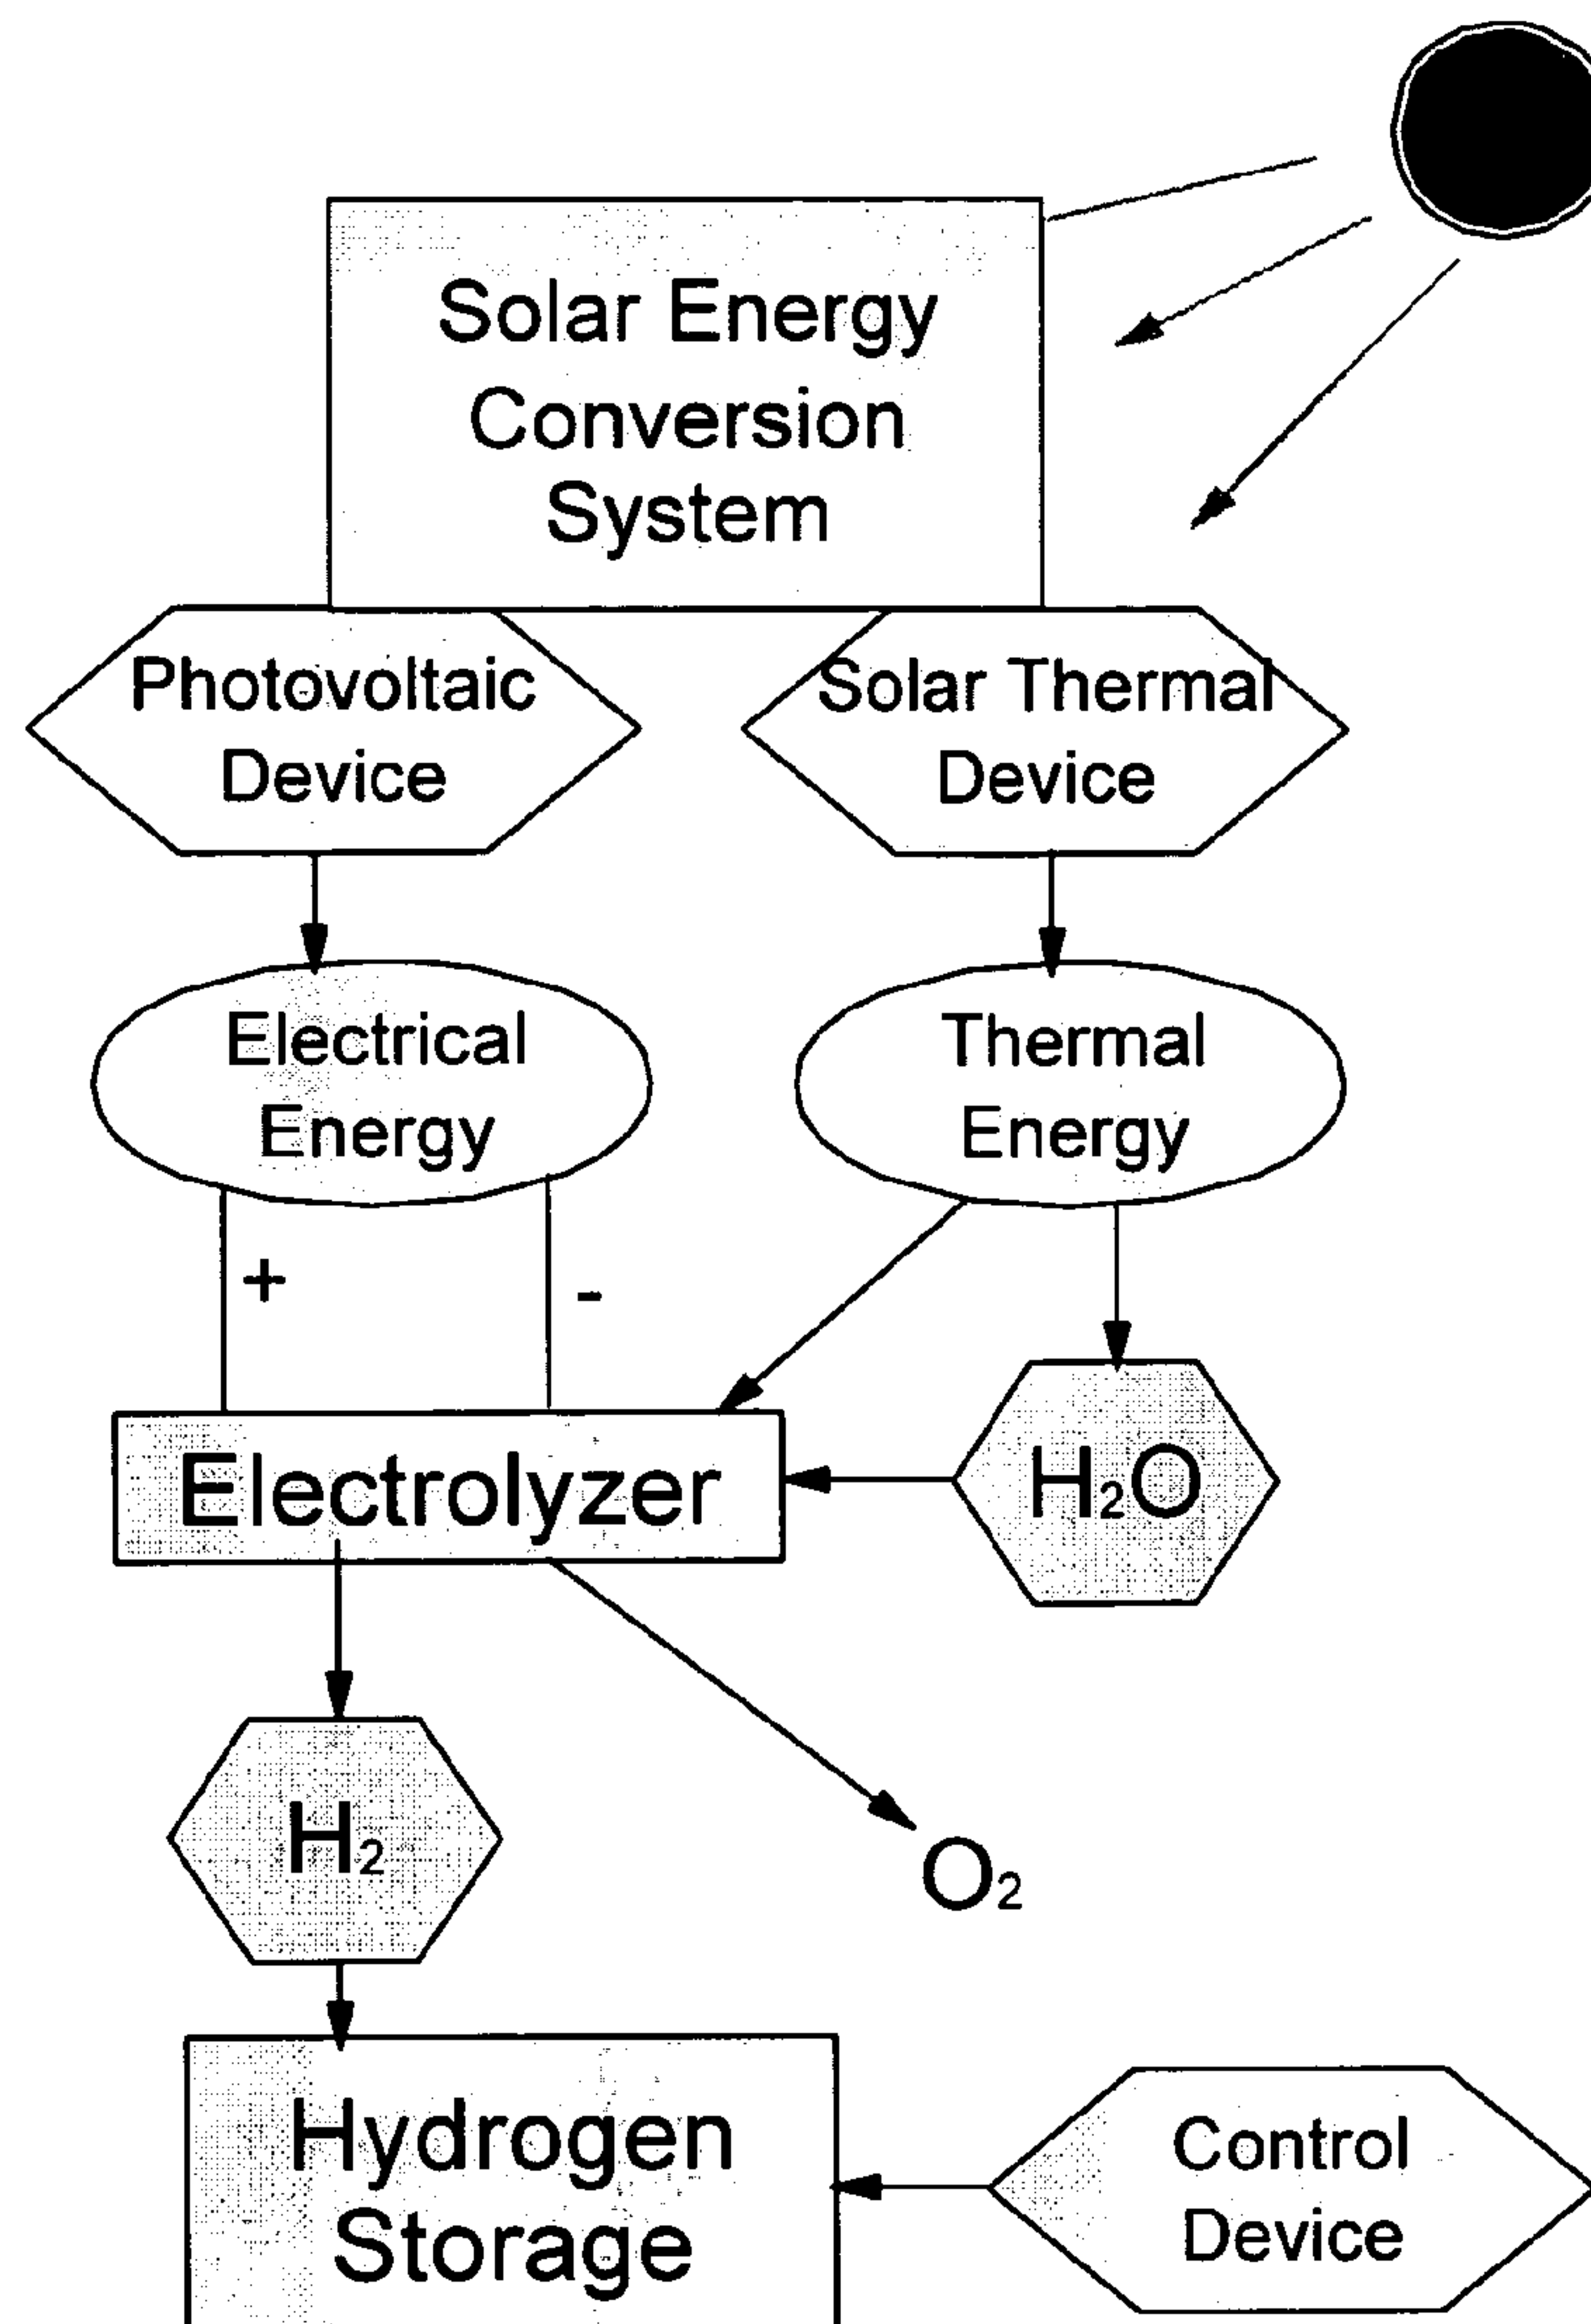 Solar Energy
Conversion
System
Photovoltaic
Device
Solar Thermal
Device
Electrical
Energy
Thermal
Energy
+
-
Electrolyzer
H₂O
H₂
O₂
Hydrogen
Storage
Control
Device